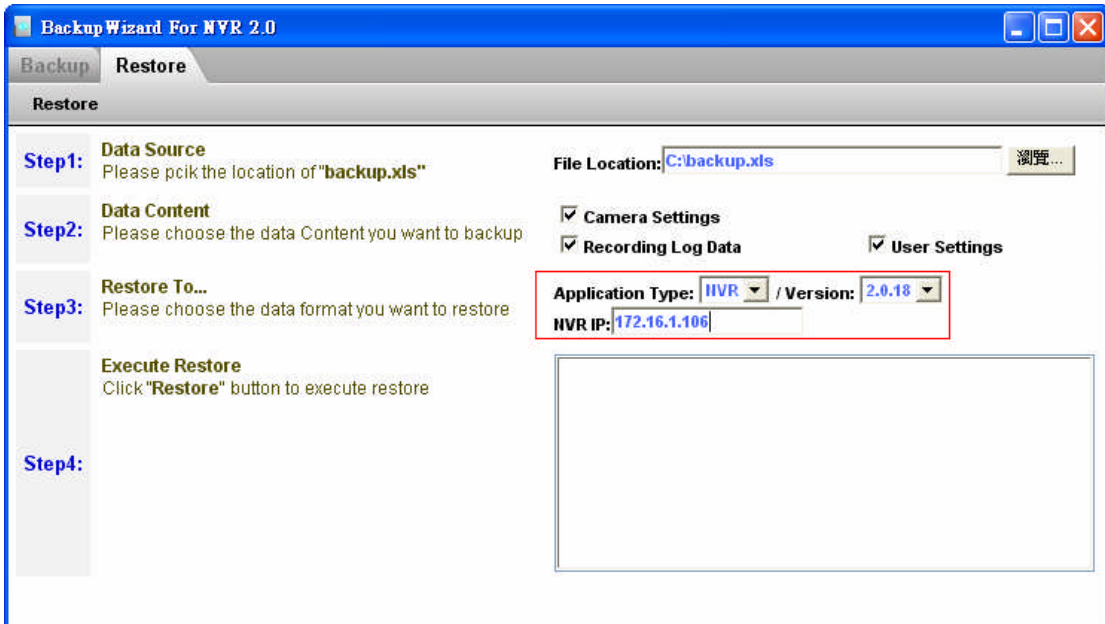 Backup Wizard For NVR 2.0
Backup Restore
Restore
Step1:
Data Source
Please pcik the location of "backup.xls"
File Location: C:\backup.xls 瀏覽...
Step2:
Data Content
Please choose the data Content you want to backup
Camera Settings
Recording Log Data User Settings
Step3:
Restore To...
Please choose the data format you want to restore
Application Type: NVR / Version: 2.0.18
NVR IP: 172.16.1.106
Step4:
Execute Restore
Click "Restore" button to execute restore